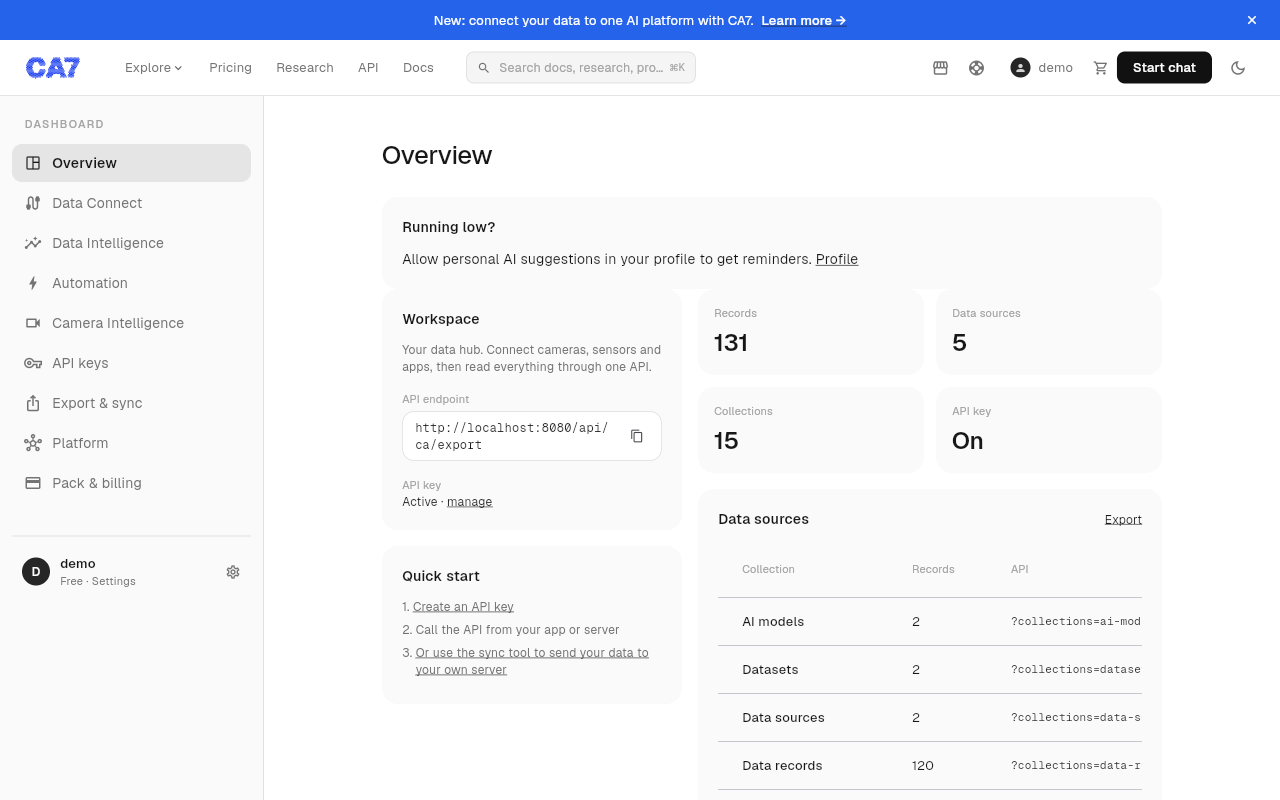 New: connect your data to one AI platform with CA7. Learn more →
CA7
Explore
Pricing
Research
API
Docs
Search docs, research, pro... ⌘K
demo
Start chat
DASHBOARD
Overview
Data Connect
Data Intelligence
Automation
Camera Intelligence
API keys
Export & sync
Platform
Pack & billing
D
demo
Free · Settings
Overview
Running low?
Allow personal AI suggestions in your profile to get reminders. Profile
Workspace
Your data hub. Connect cameras, sensors and
apps, then read everything through one API.
API endpoint
http://localhost:8080/api/
ca/export
API key
Active · manage
Quick start
1. Create an API key
2. Call the API from your app or server
3. Or use the sync tool to send your data to
your own server
Records
131
Data sources
5
Collections
15
API key
On
Data sources
Export
Collection Records API
AI models 2 ?collections=ai-mod
Datasets 2 ?collections=datase
Data sources 2 ?collections=data-s
Data records 120 ?collections=data-r